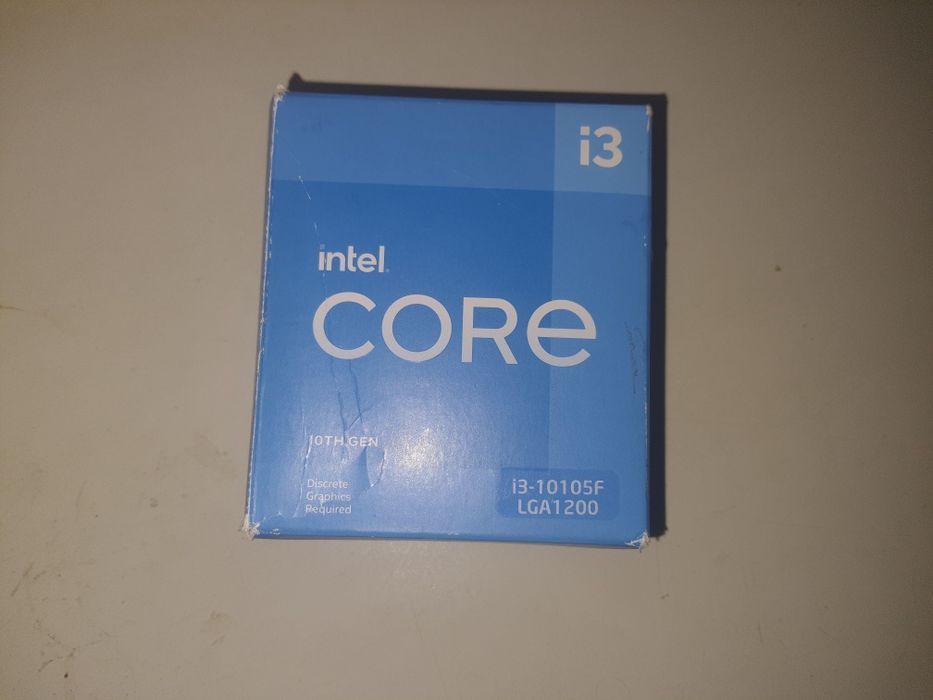 i3
intel
CORe
10TH GEN
Discrete
Graphics
Required
i3-10105F
LGA1200